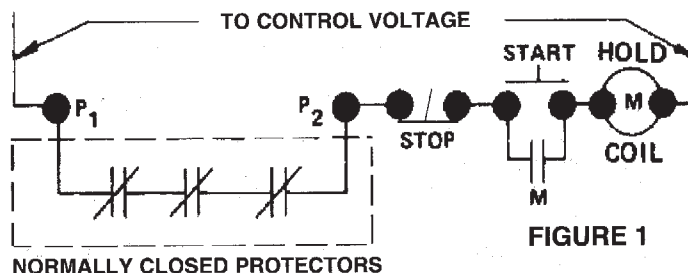 TO CONTROL VOLTAGE
START
HOLD
P1
P2
M
STOP
COIL
M
FIGURE 1
NORMALLY CLOSED PROTECTORS